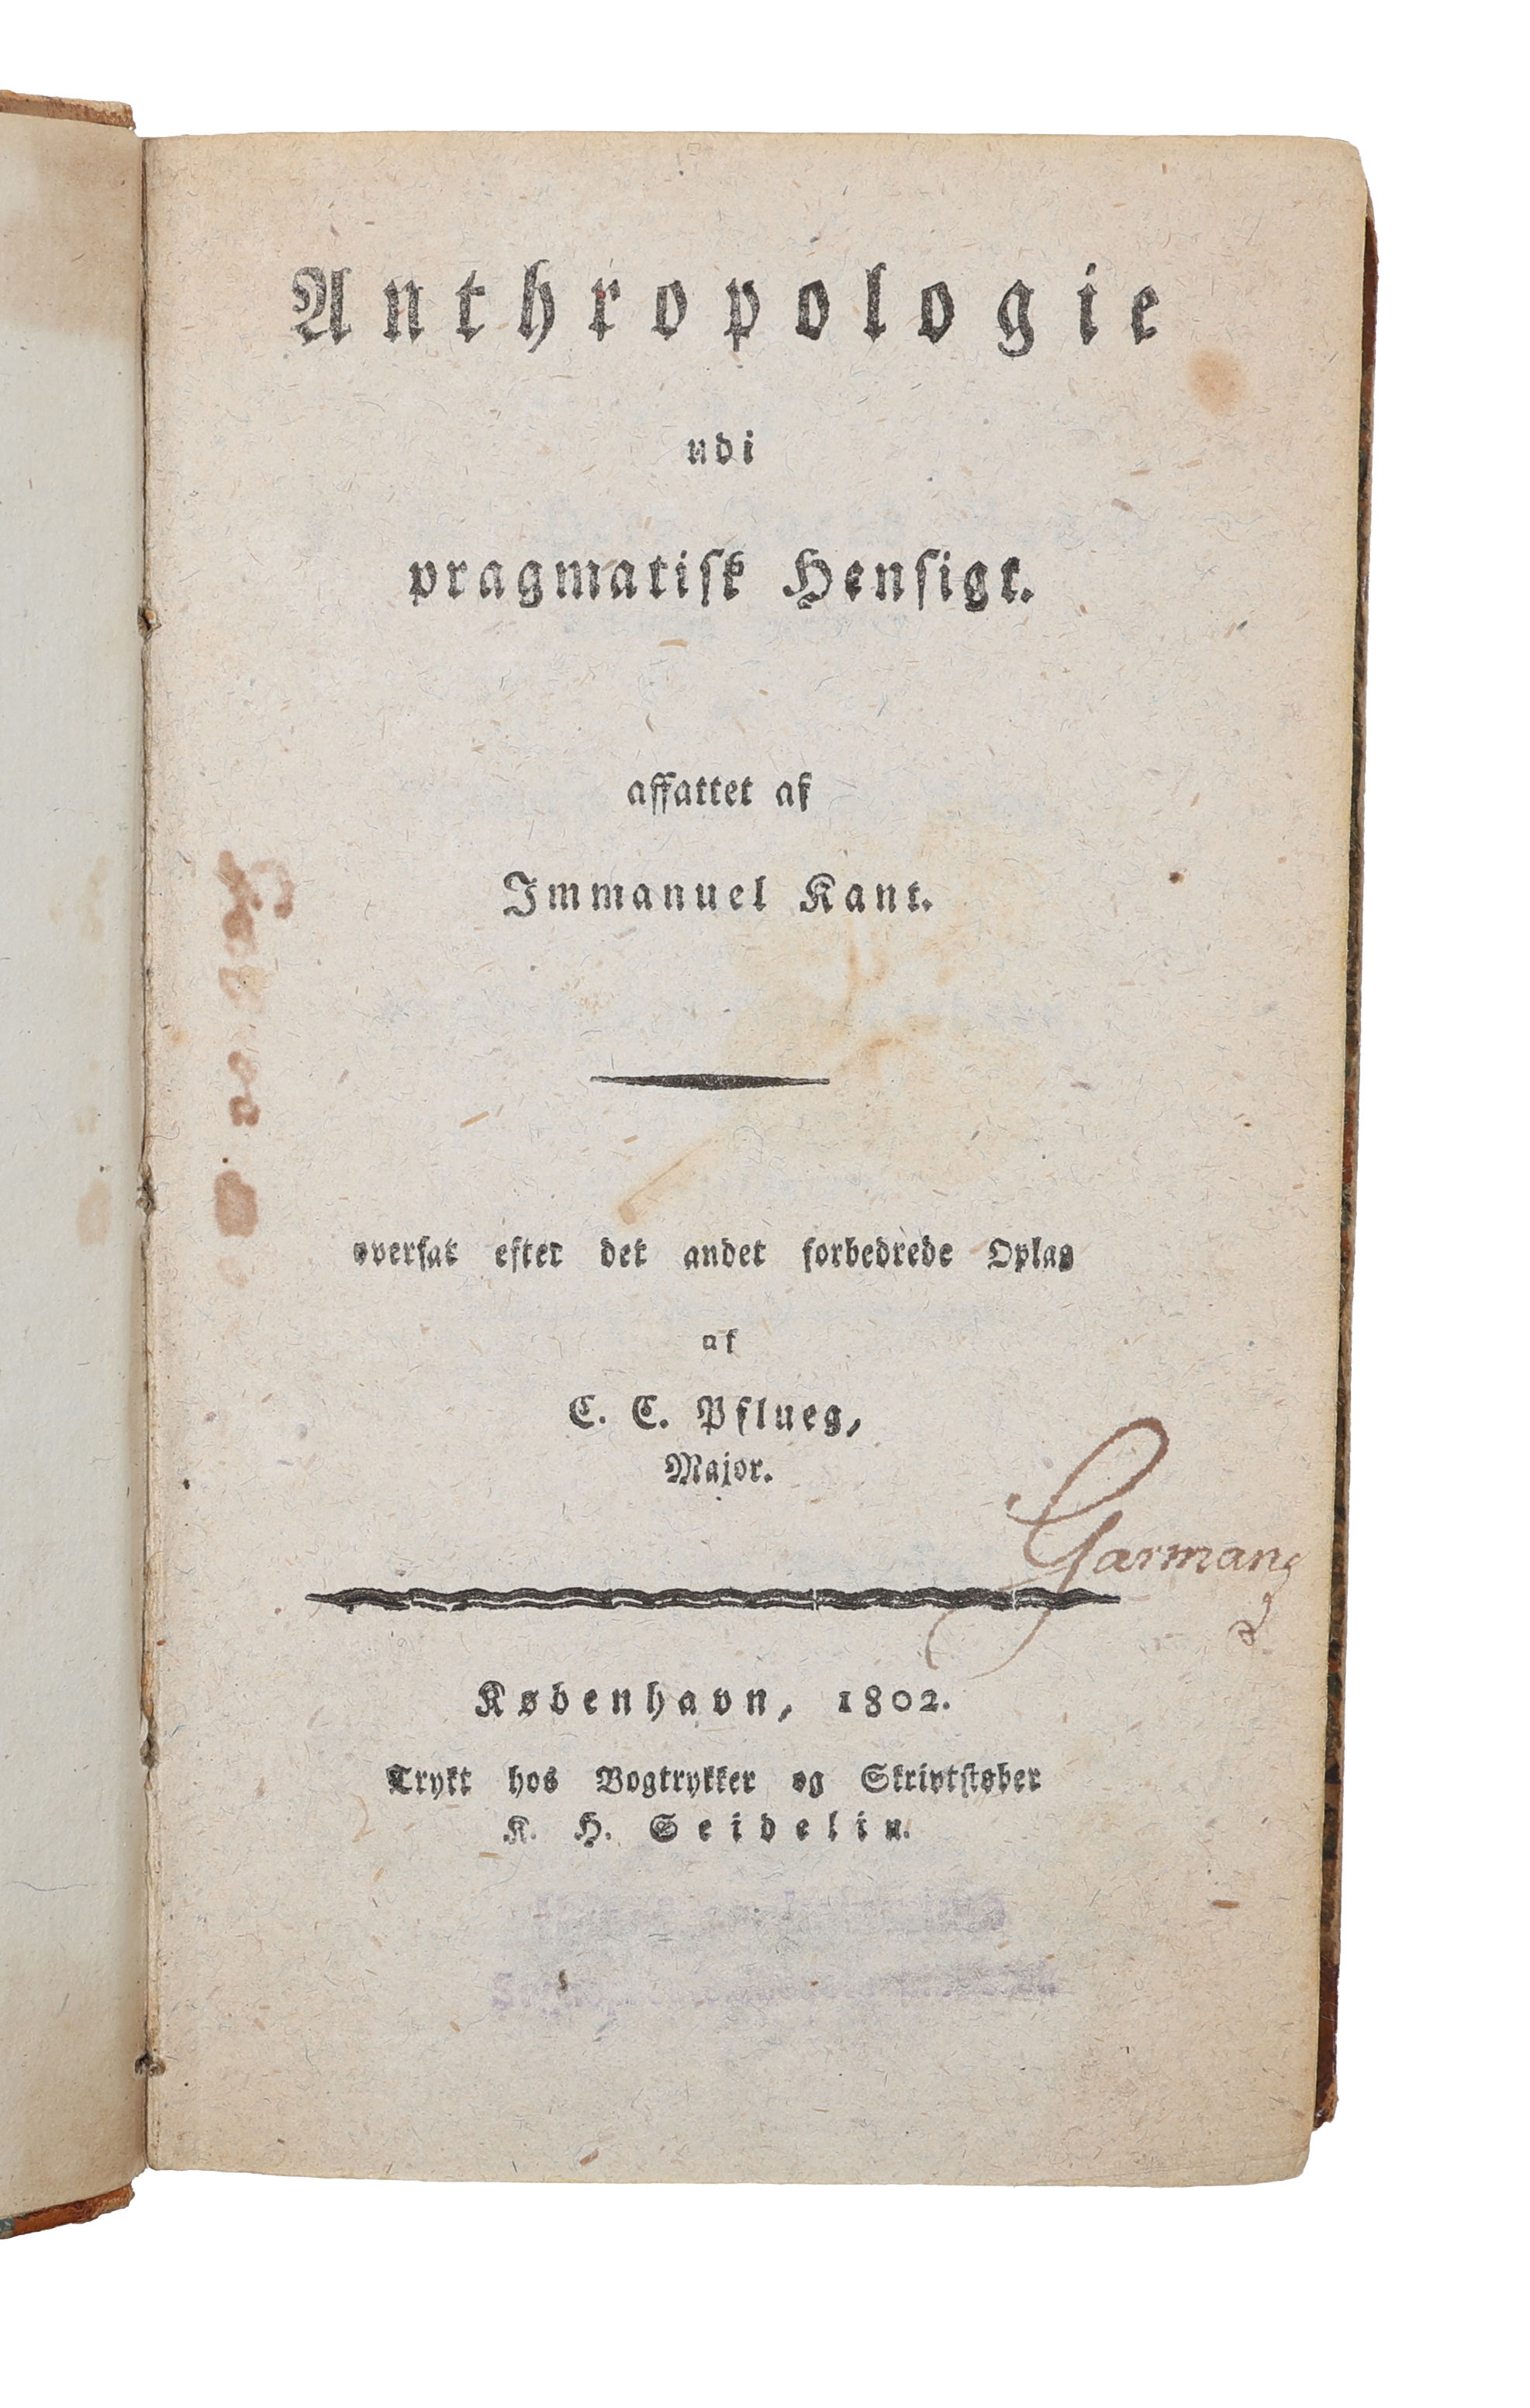 Anthropologie
udi
pragmatisk Hensigt.
affattet af
Immanuel Kant.
oversat efter det andet forbedrede Oplag
af
C. C. Pflueg,
Major.
Garmann
København, 1802.
Trykt hos Bogtrykker og Skriftstøber
K. H. Seidelin.